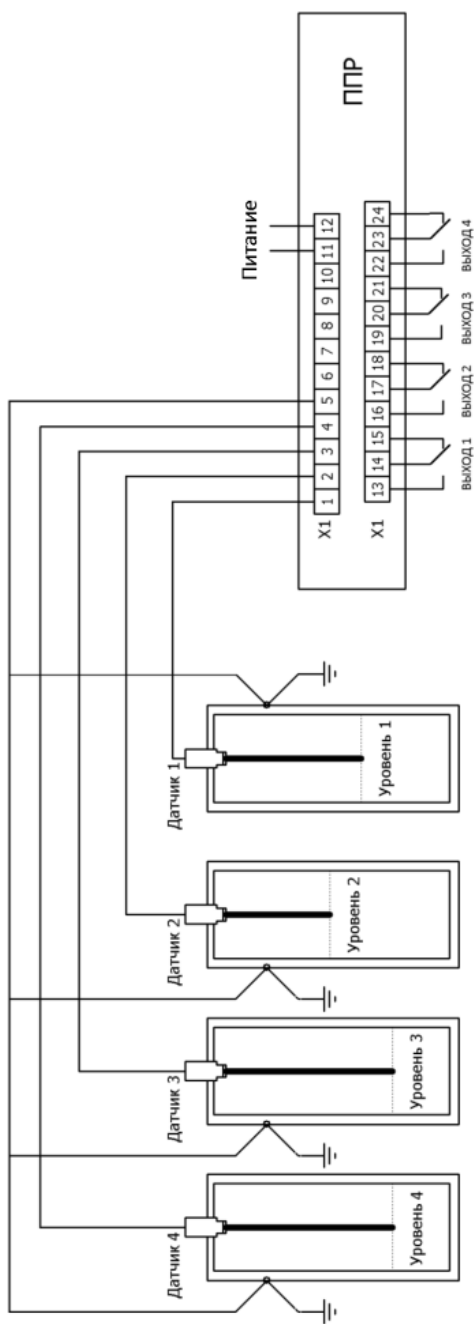 Датчик 4
Датчик 3
Датчик 2
Датчик 1
Уровень 4
Уровень 3
Уровень 2
Уровень 1
Питание
ППР
X1 1 2 3 4 5 6 7 8 9 10 11 12
X1 13 14 15 16 17 18 19 20 21 22 23 24
ВЫХОД 1 ВЫХОД 2 ВЫХОД 3 ВЫХОД 4